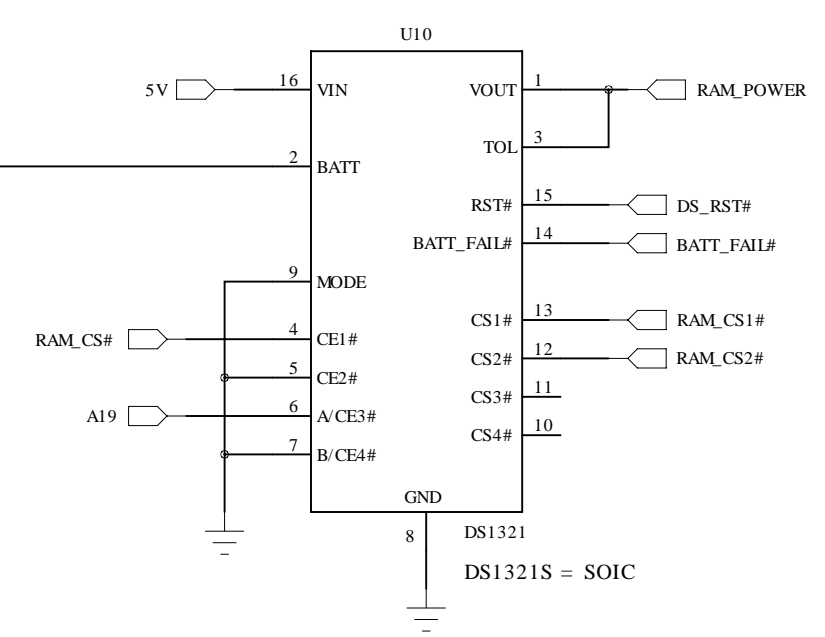 U10
5V 16 VIN VOUT 1 RAM_POWER
TOL 3
2 BATT
RST# 15 DS_RST#
BATT_FAIL# 14 BATT_FAIL#
9 MODE
CS1# 13 RAM_CS1#
RAM_CS# 4 CE1#
CS2# 12 RAM_CS2#
5 CE2#
CS3# 11
A19 6 A/CE3#
CS4# 10
7 B/CE4#
GND
8 DS1321
DS1321S = SOIC